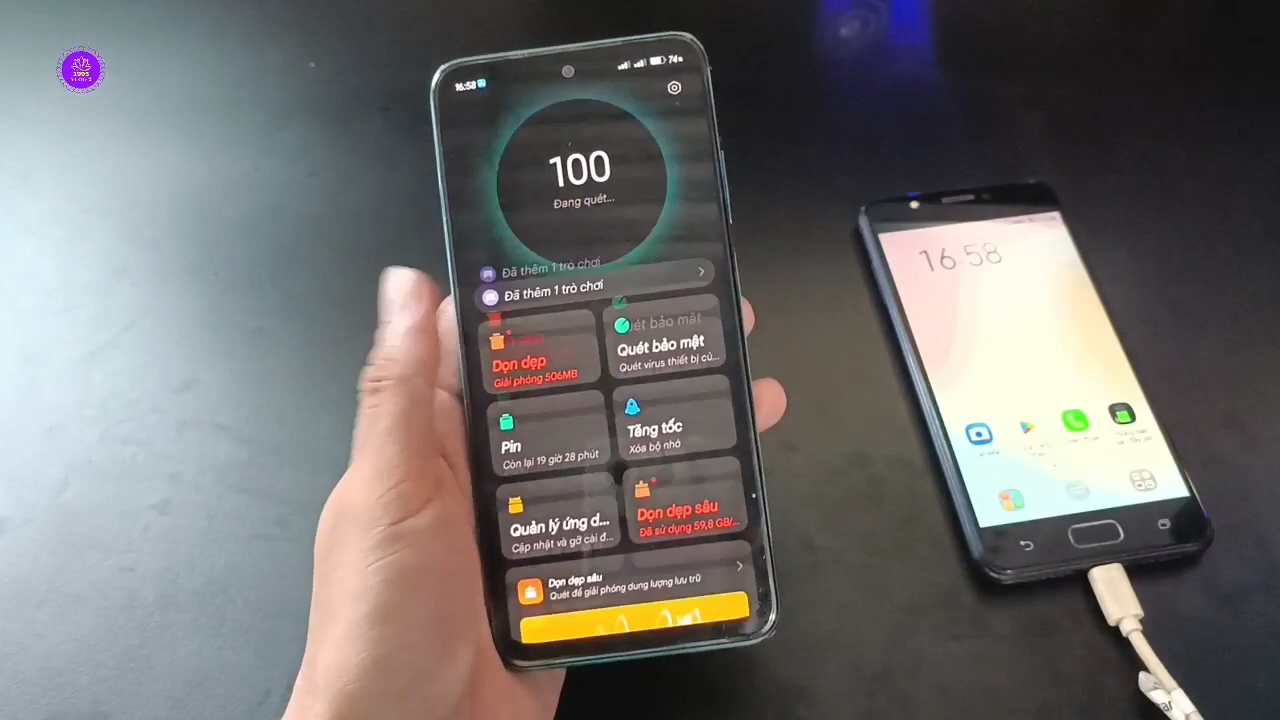 1995
16:58
74%
100
Đang quét...
Đã thêm 1 trò chơi
Đã thêm 1 trò chơi
Dọn dẹp
Giải phóng 506MB
Quét bảo mật
Quét bảo mật
Quét virus thiết bị củ...
Pin
Còn lại 19 giờ 28 phút
Tăng tốc
Xóa bộ nhớ
Quản lý ứng d...
Cập nhật và gỡ cài đ...
Dọn dẹp sâu
Đã sử dụng 59,8 GB/...
Dọn dẹp sâu
Quét để giải phóng dung lượng lưu trữ
16:58